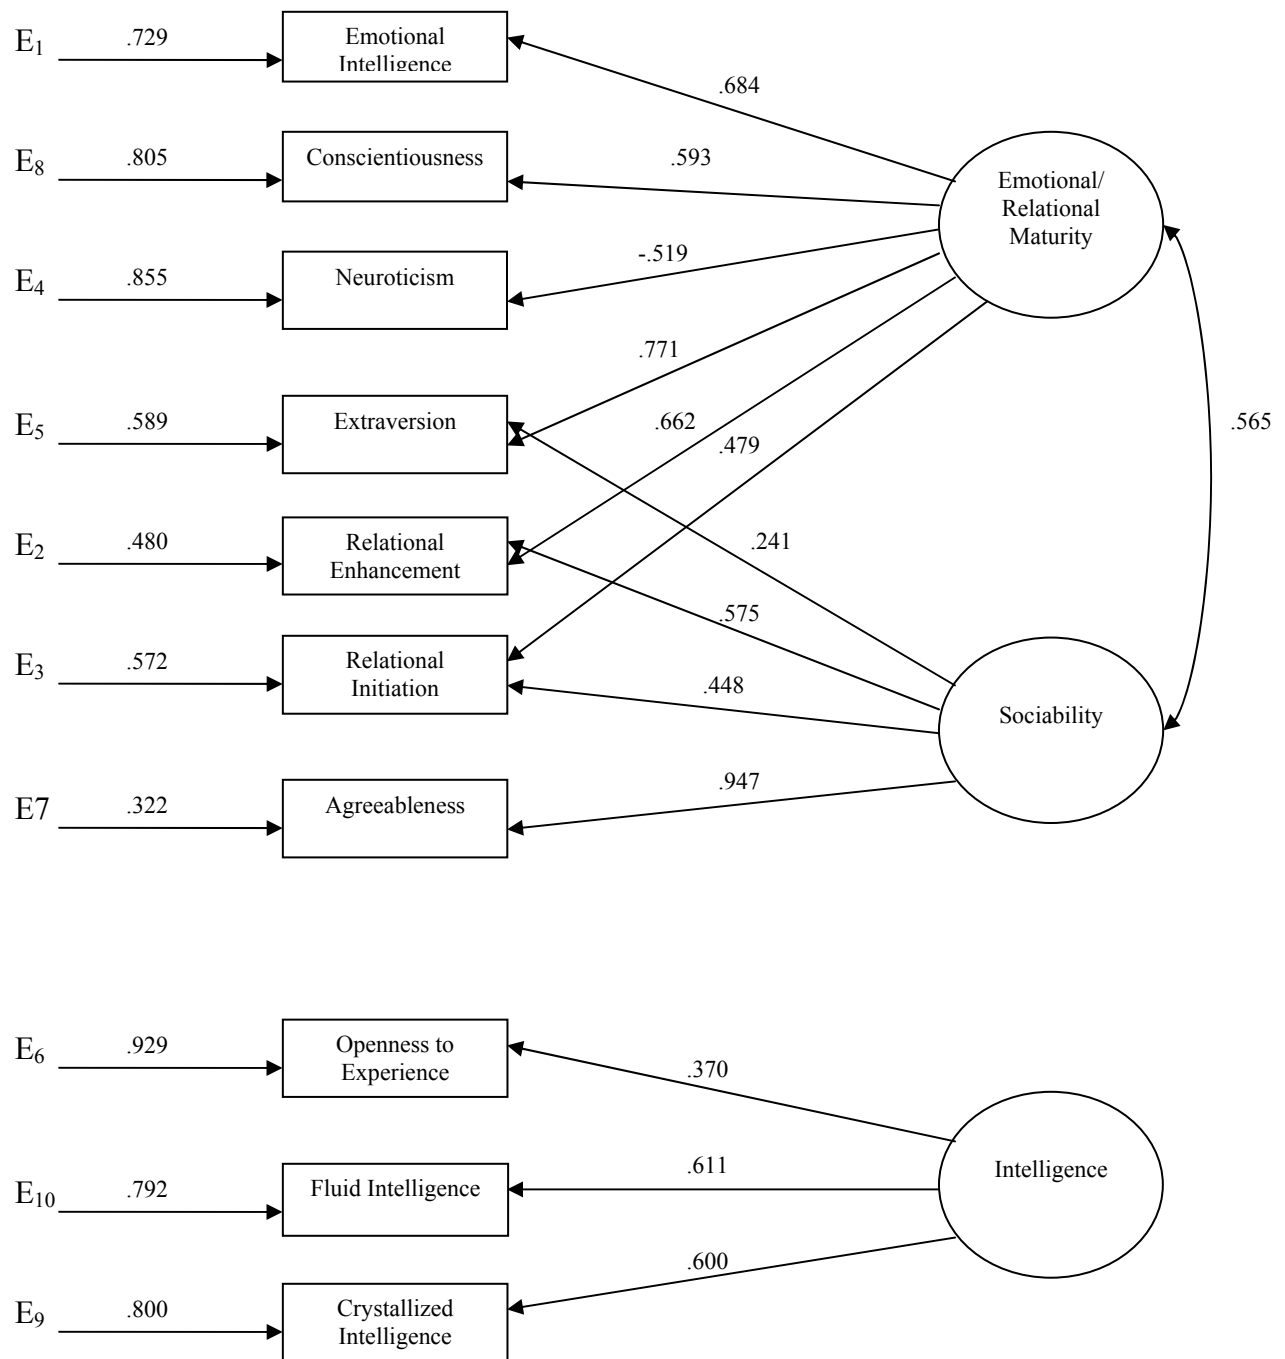 E1
.729
Emotional
Intelligence
.684
E8
.805
Conscientiousness
.593
Emotional/
Relational
Maturity
E4
.855
Neuroticism
-.519
.771
E5
.589
Extraversion
.662
.479
.565
E2
.480
Relational
Enhancement
.241
.575
E3
.572
Relational
Initiation
.448
Sociability
E7
.322
Agreeableness
.947
E6
.929
Openness to
Experience
.370
E10
.792
Fluid Intelligence
.611
Intelligence
.600
E9
.800
Crystallized
Intelligence